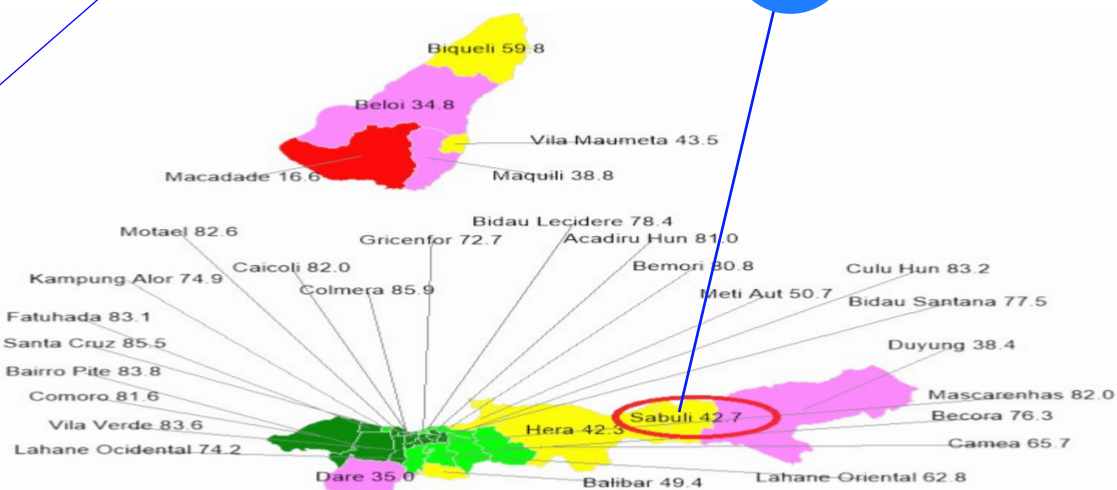 Biqueli 59.8
Beloi 34.8
Vila Maumeta 43.5
Macadade 16.6
Maquili 38.8
Bidau Lecidere 78.4
Motael 82.6
Gricenfor 72.7
Acadiru Hun 81.0
Caicoli 82.0
Bemori 80.8
Culu Hun 83.2
Kampung Alor 74.9
Colmera 85.9
Meti Aut 50.7
Bidau Santana 77.5
Fatuhada 83.1
Santa Cruz 85.5
Duyung 38.4
Bairro Pite 83.8
Comoro 81.6
Mascarenhas 82.0
Sabuli 42.7
Becora 76.3
Vila Verde 83.6
Hera 42.3
Camea 65.7
Lahane Ocidental 74.2
Dare 35.0
Balibar 49.4
Lahane Oriental 62.8